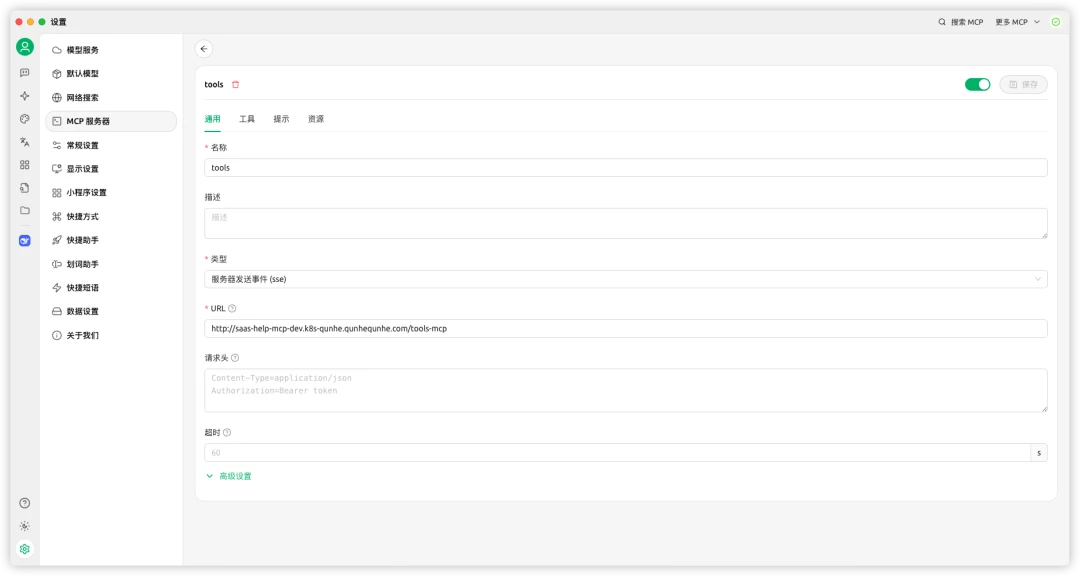 设置
搜索 MCP
更多 MCP
模型服务
默认模型
网络搜索
MCP 服务器
常规设置
显示设置
小程序设置
快捷方式
快捷助手
划词助手
快捷短语
数据设置
关于我们
tools
保存
通用
工具
提示
资源
* 名称
tools
描述
描述
* 类型
服务器发送事件 (sse)
* URL
http://saas-help-mcp-dev.k8s-qunhe.qunhequnhe.com/tools-mcp
请求头
Content-Type=application/json
Authorization=Bearer token
超时
60
s
高级设置